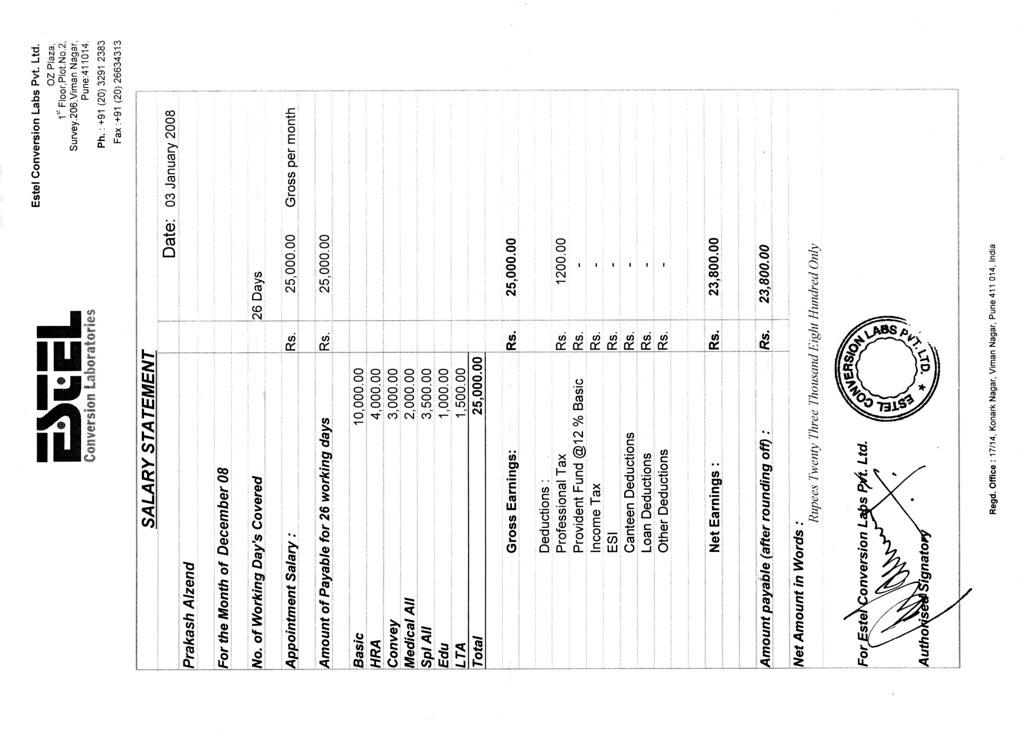 ESTEL
Conversion Laboratories
Estel Conversion Labs Pvt. Ltd.
OZ Plaza,
1st Floor,Plot.No.2,
Survey.206,Viman Nagar,
Pune:411014.
Ph. : +91 (20) 3291 2383
Fax :+91 (20) 26634313
SALARY STATEMENT
Date: 03 January 2008
Prakash Alzend
For the Month of December 08
No. of Working Day's Covered 26 Days
Appointment Salary : Rs. 25,000.00 Gross per month
Amount of Payable for 26 working days Rs. 25,000.00
Basic 10,000.00
HRA 4,000.00
Convey 3,000.00
Medical All 2,000.00
Spl All 3,500.00
Edu 1,000.00
LTA 1,500.00
Total 25,000.00
Gross Earnings: Rs. 25,000.00
Deductions :
Professional Tax Rs. 1200.00
Provident Fund @12 % Basic Rs. -
Income Tax Rs. -
ESI Rs. -
Canteen Deductions Rs. -
Loan Deductions Rs. -
Other Deductions Rs. -
Net Earnings : Rs. 23,800.00
Amount payable (after rounding off) : Rs. 23,800.00
Net Amount in Words :
Rupees Twenty Three Thousand Eight Hundred Only
For Estel Conversion Labs Pvt. Ltd.
ESTEL CONVERSION LABS PVT. LTD.
Authorised Signatory
Regd. Office : 17/14, Konark Nagar, Viman Nagar, Pune 411 014, India